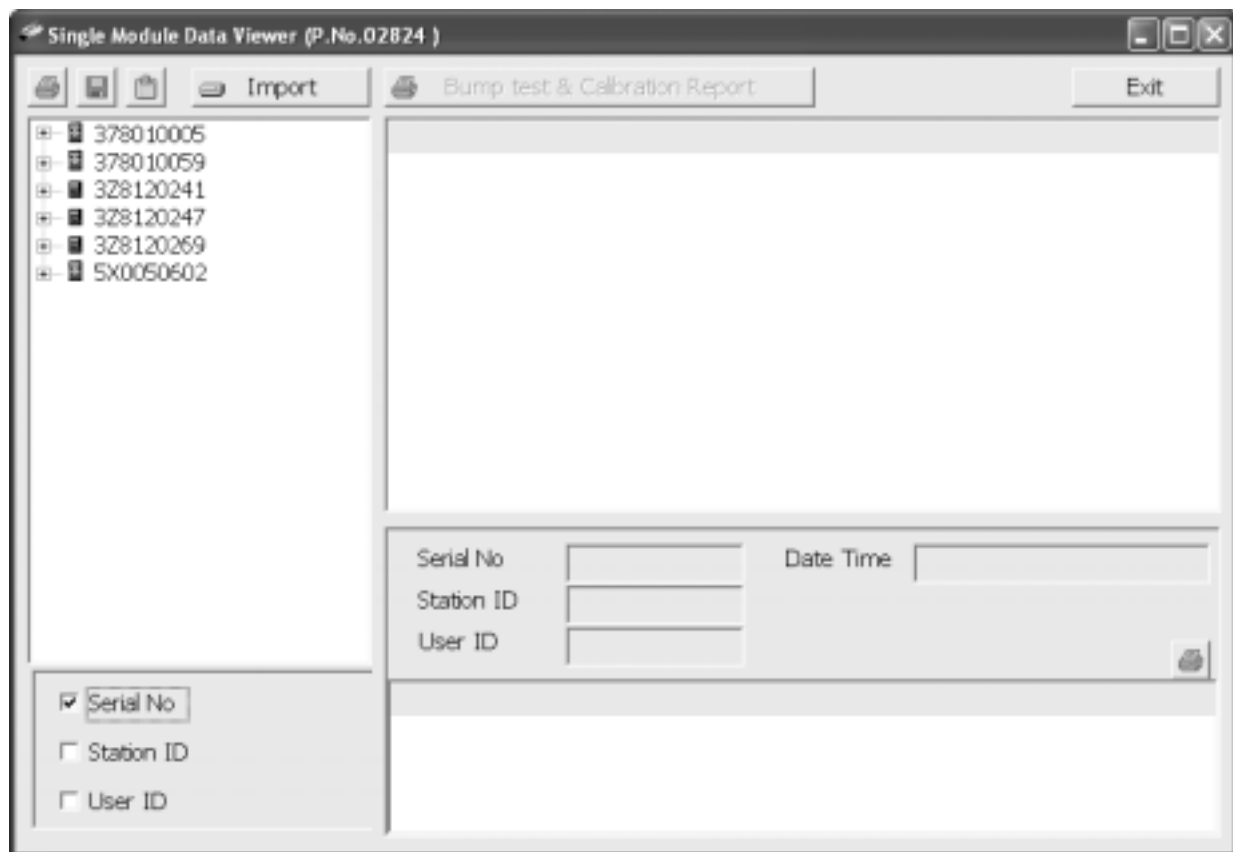 Single Module Data Viewer (P.No.02824 )
Import
Bump test & Calibration Report
Exit
378010005
378010059
3Z8120241
3Z8120247
3Z8120269
5X0050602
Serial No
Date Time
Station ID
User ID
Serial No
Station ID
User ID